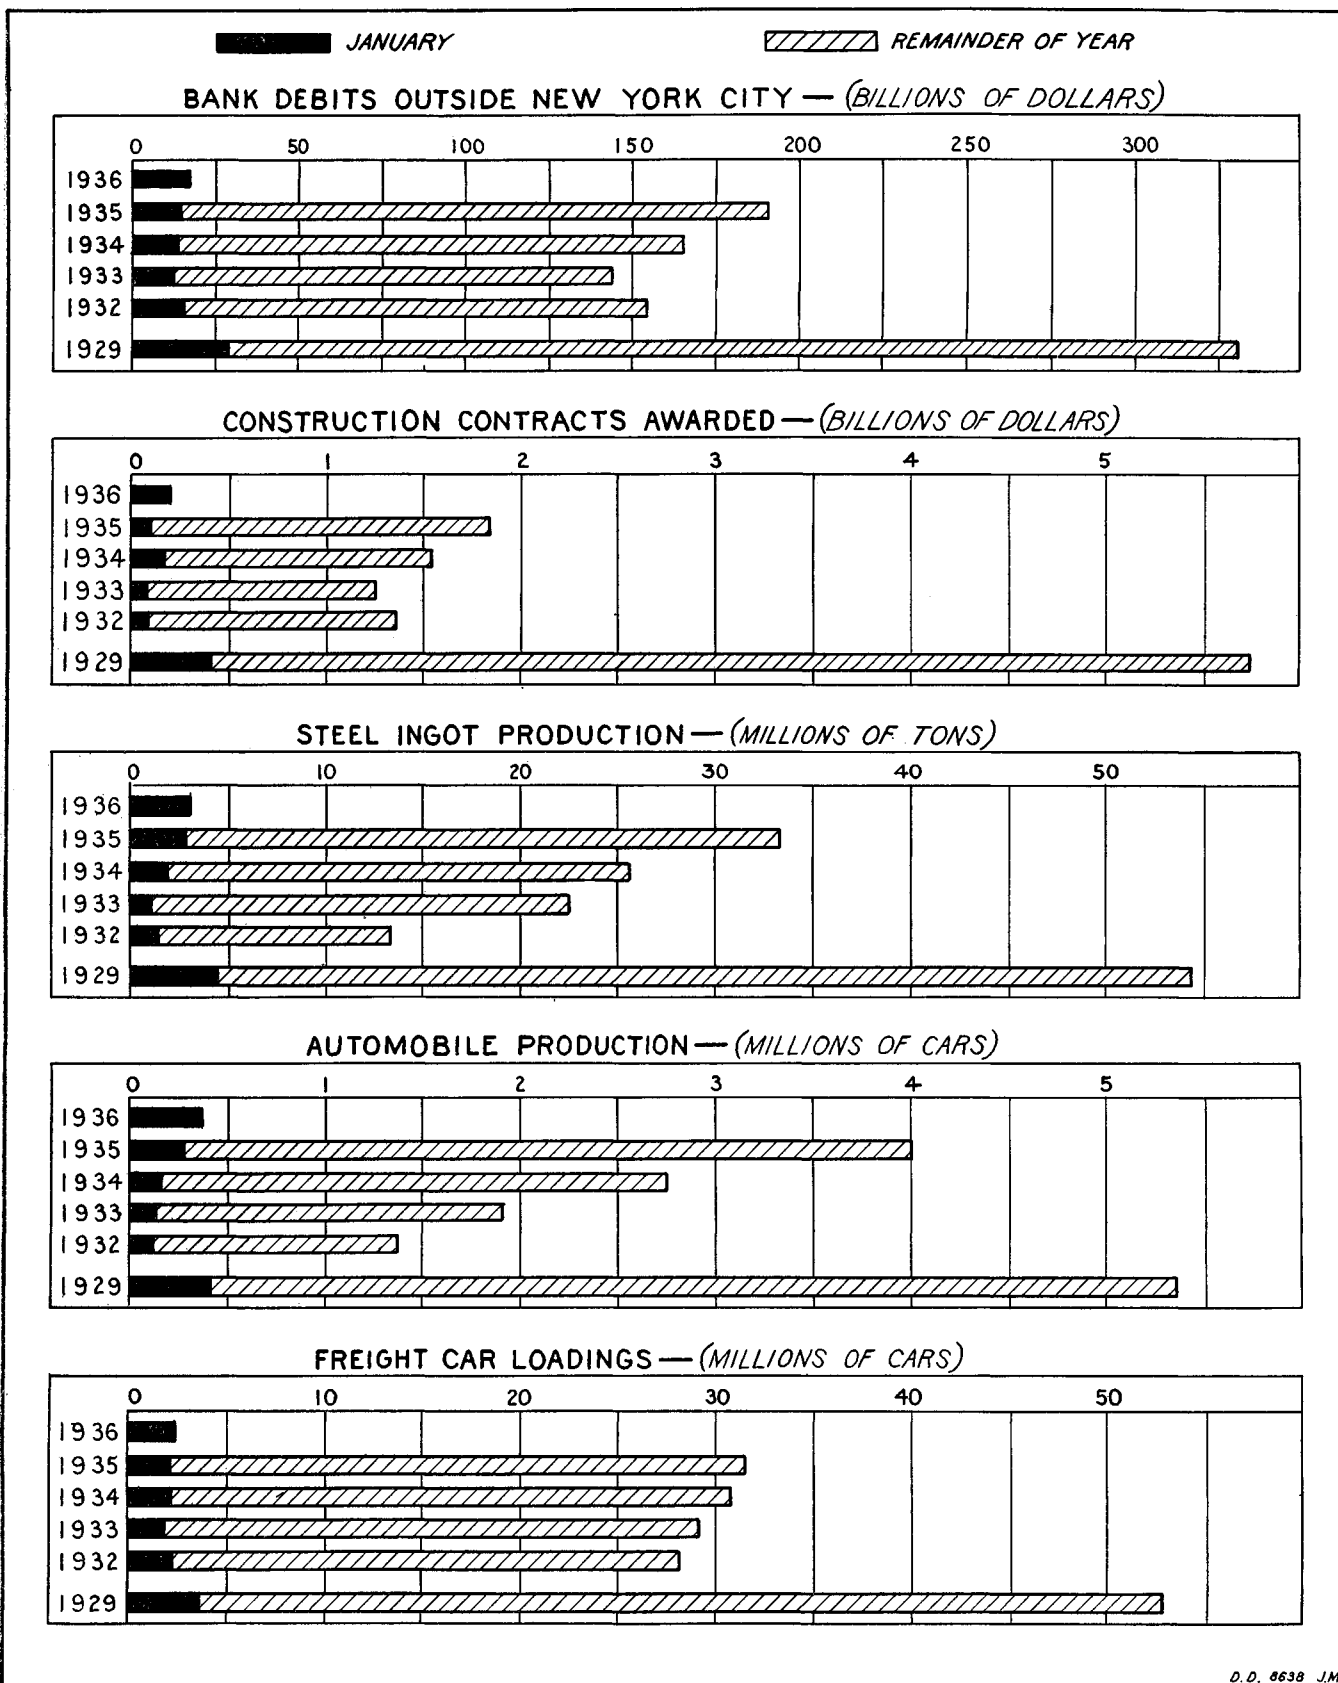 JANUARY REMAINDER OF YEAR
BANK DEBITS OUTSIDE NEW YORK CITY — (BILLIONS OF DOLLARS)
0 50 100 150 200 250 300
1936
1935
1934
1933
1932
1929
CONSTRUCTION CONTRACTS AWARDED — (BILLIONS OF DOLLARS)
0 1 2 3 4 5
1936
1935
1934
1933
1932
1929
STEEL INGOT PRODUCTION — (MILLIONS OF TONS)
0 10 20 30 40 50
1936
1935
1934
1933
1932
1929
AUTOMOBILE PRODUCTION — (MILLIONS OF CARS)
0 1 2 3 4 5
1936
1935
1934
1933
1932
1929
FREIGHT CAR LOADINGS — (MILLIONS OF CARS)
0 10 20 30 40 50
1936
1935
1934
1933
1932
1929
D.D. 8638 J.M